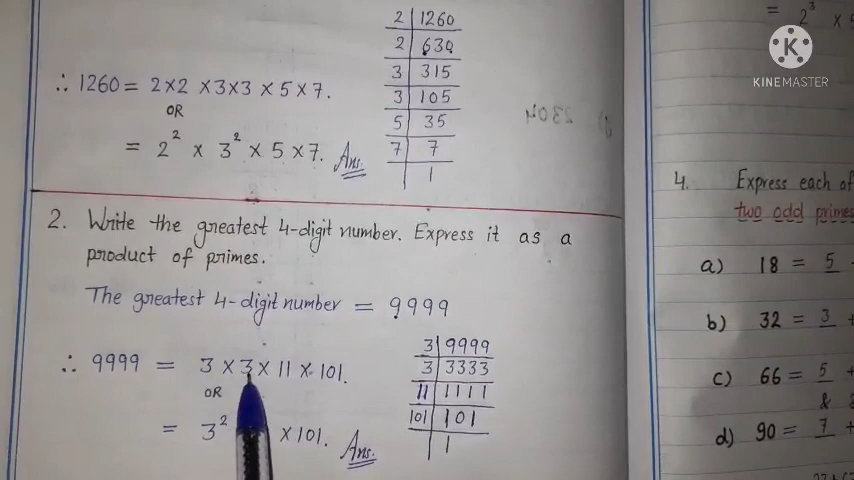 2 | 1260
2 | 630
3 | 315
3 | 105
5 | 35
7 | 7
1
∴ 1260 = 2×2 ×3×3 × 5 × 7.
OR
= 2² × 3² × 5 × 7. Ans.
2. Write the greatest 4-digit number. Express it as a
product of primes.
The greatest 4-digit number = 9999
∴ 9999 = 3 × 3 × 11 × 101.
OR
= 3² × 101. Ans.
3 | 9999
3 | 3333
11 | 1111
101 | 101
1
= 2³ × 5
KINEMASTER
4. Express each of
two odd primes
a) 18 = 5
b) 32 = 3 +
c) 66 = 5 +
&
d) 90 = 7 +